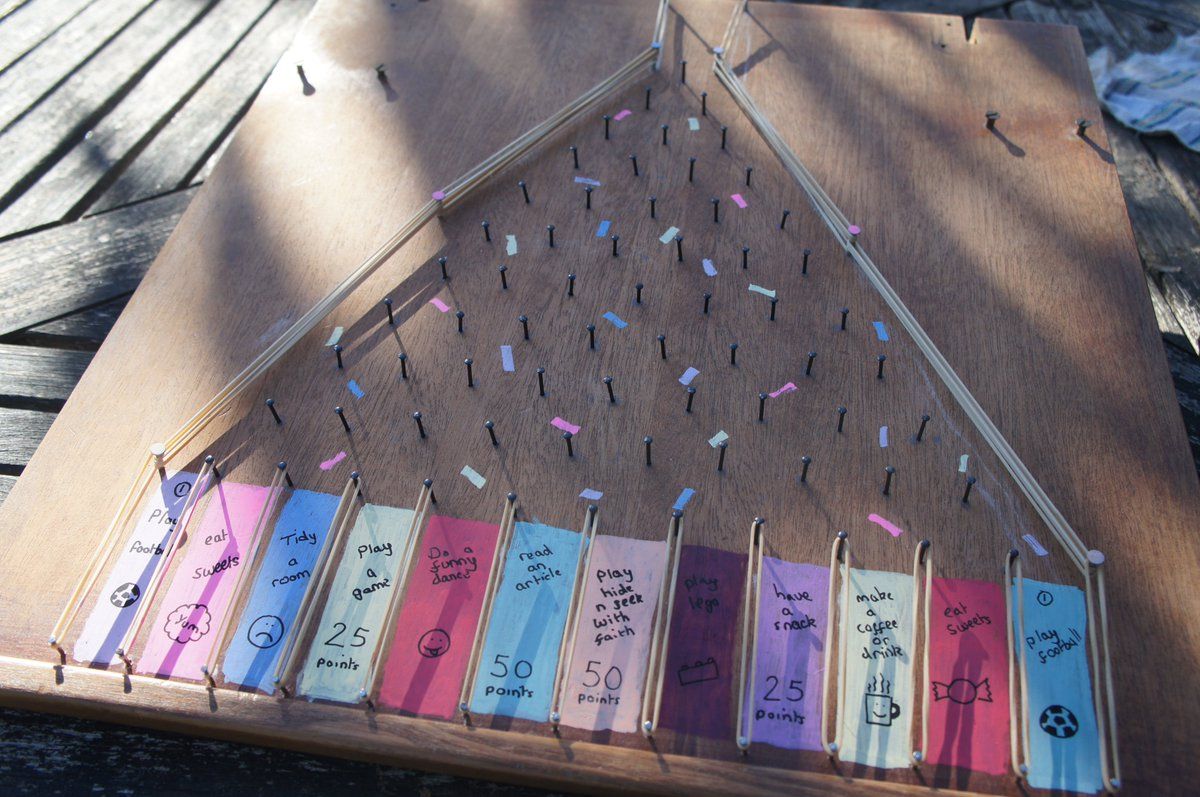 ①
Play
football
eat
sweets
Yum
Tidy
a
room
Play
a
game
25
points
Do a
funny
dance
read
an
article
50
points
play
hide
n seek
with
faith
50
points
play
lego
have
a
snack
25
points
make
a
coffee
or
drink
eat
sweets
①
play
football!